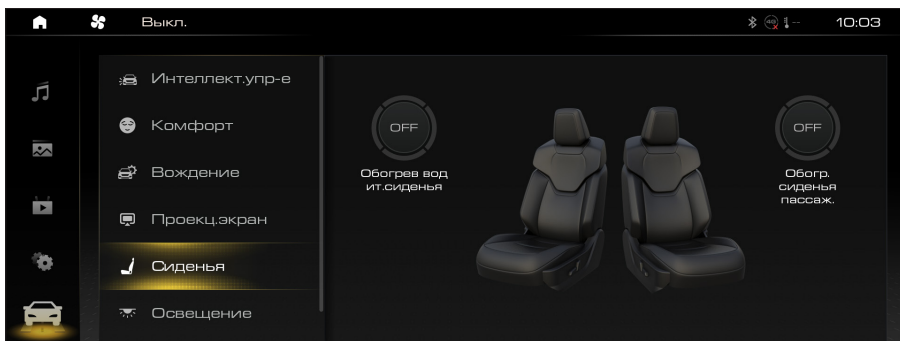 Выкл.
10:03
Интеллект.упр-е
Комфорт
Вождение
Проекц.экран
Сиденья
Освещение
OFF
Обогрев вод
ит.сиденья
OFF
Обогр.
сиденья
пассаж.